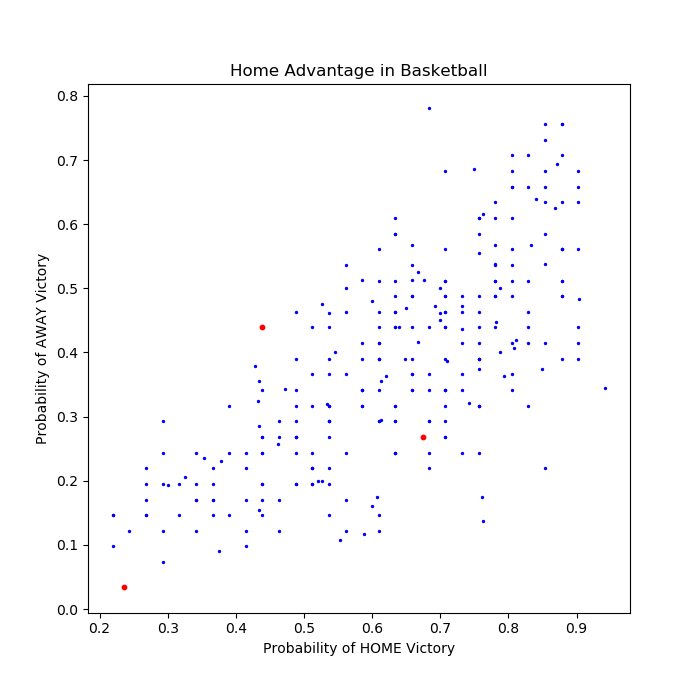 Home Advantage in Basketball
0.8
0.7
0.6
0.5
0.4
0.3
0.2
0.1
0.0
Probability of AWAY Victory
0.2 0.3 0.4 0.5 0.6 0.7 0.8 0.9
Probability of HOME Victory